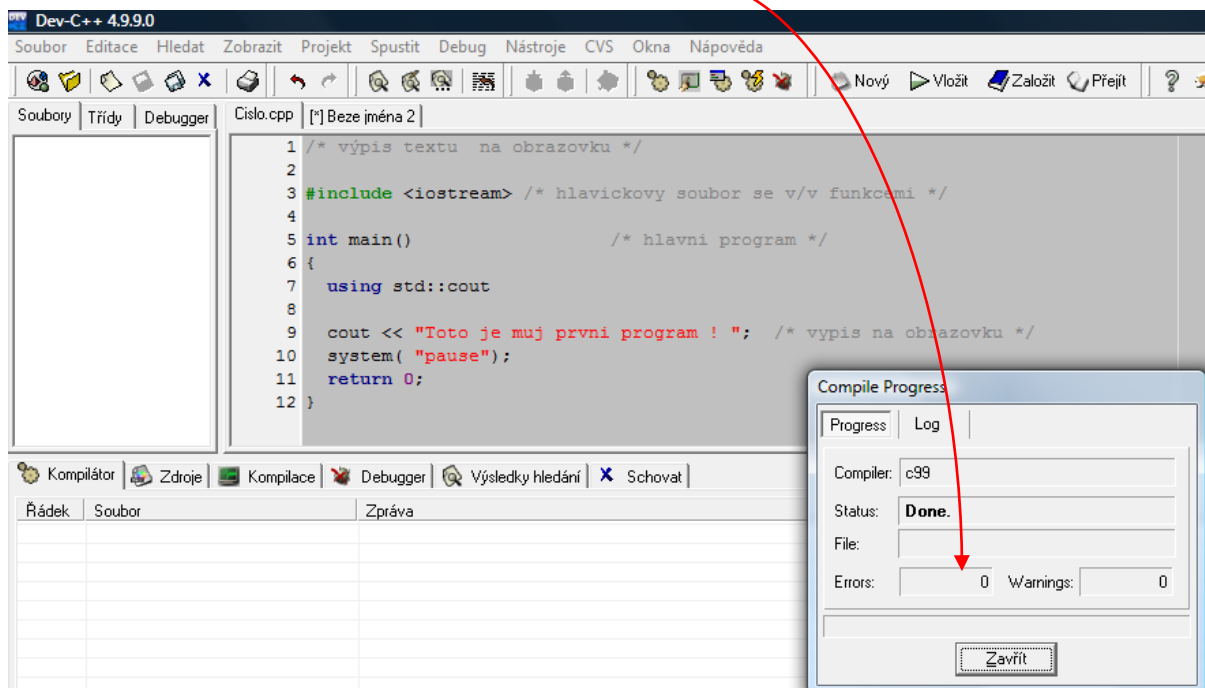 Dev-C++ 4.9.9.0
Soubor Editace Hledat Zobrazit Projekt Spustit Debug Nástroje CVS Okna Nápověda
Nový Vložit Založit Přejít
Soubory Třídy Debugger Cislo.cpp [*] Beze jména 2
1 /* výpis textu na obrazovku */
2
3 #include <iostream> /* hlavickovy soubor se v/v funkcemi */
4
5 int main() /* hlavni program */
6 {
7 using std::cout
8
9 cout << "Toto je muj prvni program ! "; /* vypis na obrazovku */
10 system( "pause");
11 return 0;
12 }
Kompilátor Zdroje Kompilace Debugger Výsledky hledání Schovat
Řádek Soubor Zpráva
Compile Progress
Progress Log
Compiler: c99
Status: Done.
File:
Errors: 0 Warnings: 0
Zavřít